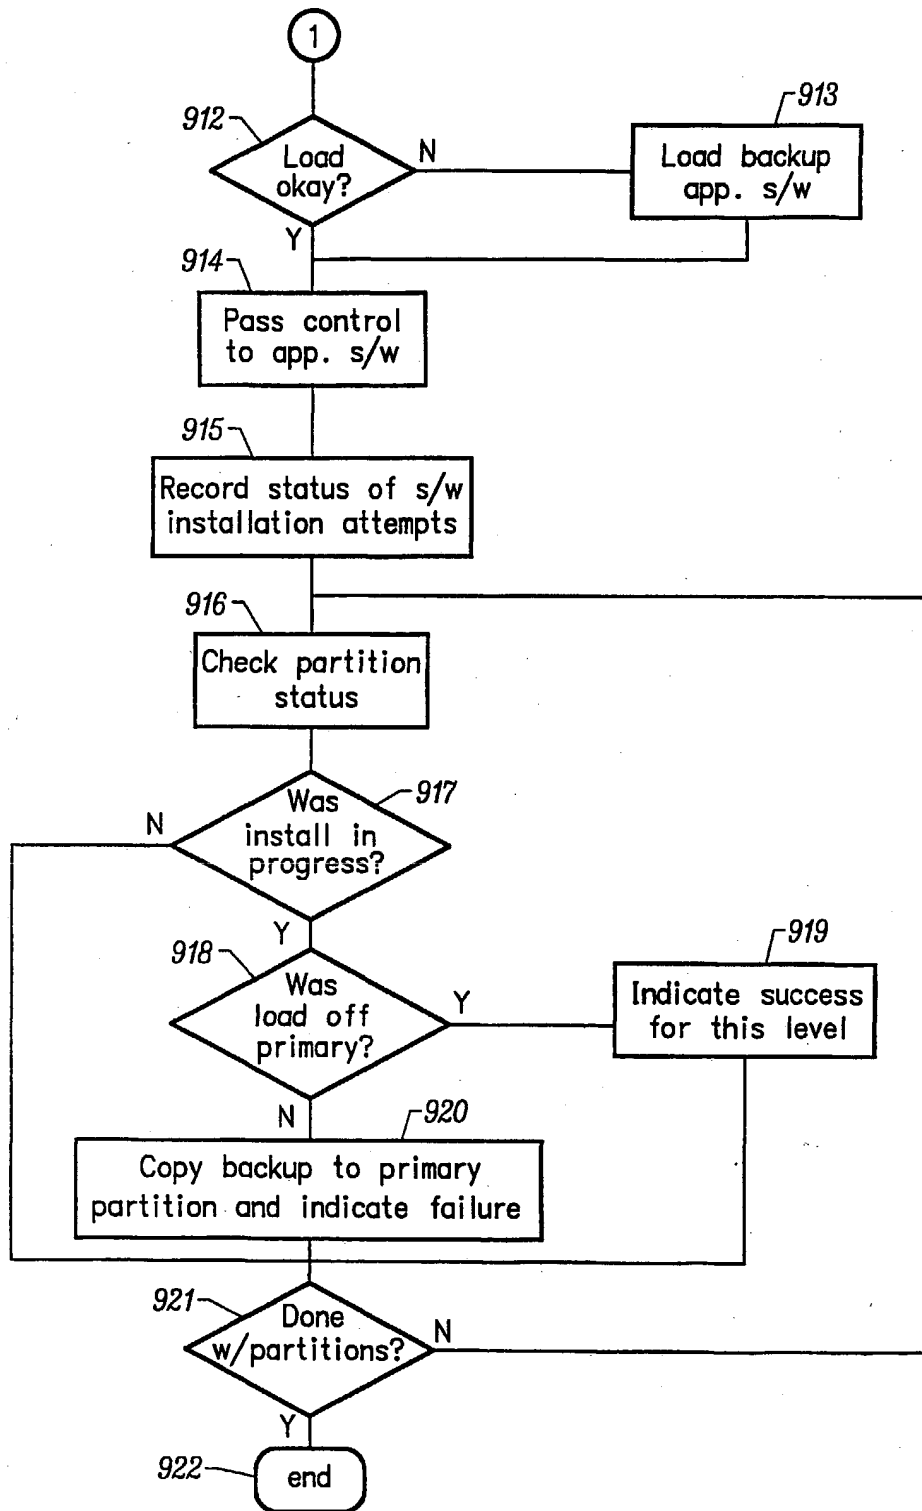 1
912
Load
okay?
N
Y
913
Load backup
app. s/w
914
Pass control
to app. s/w
915
Record status of s/w
installation attempts
916
Check partition
status
917
Was
install in
progress?
N
Y
918
Was
load off
primary?
Y
N
919
Indicate success
for this level
920
Copy backup to primary
partition and indicate failure
921
Done
w/partitions?
N
Y
922
end